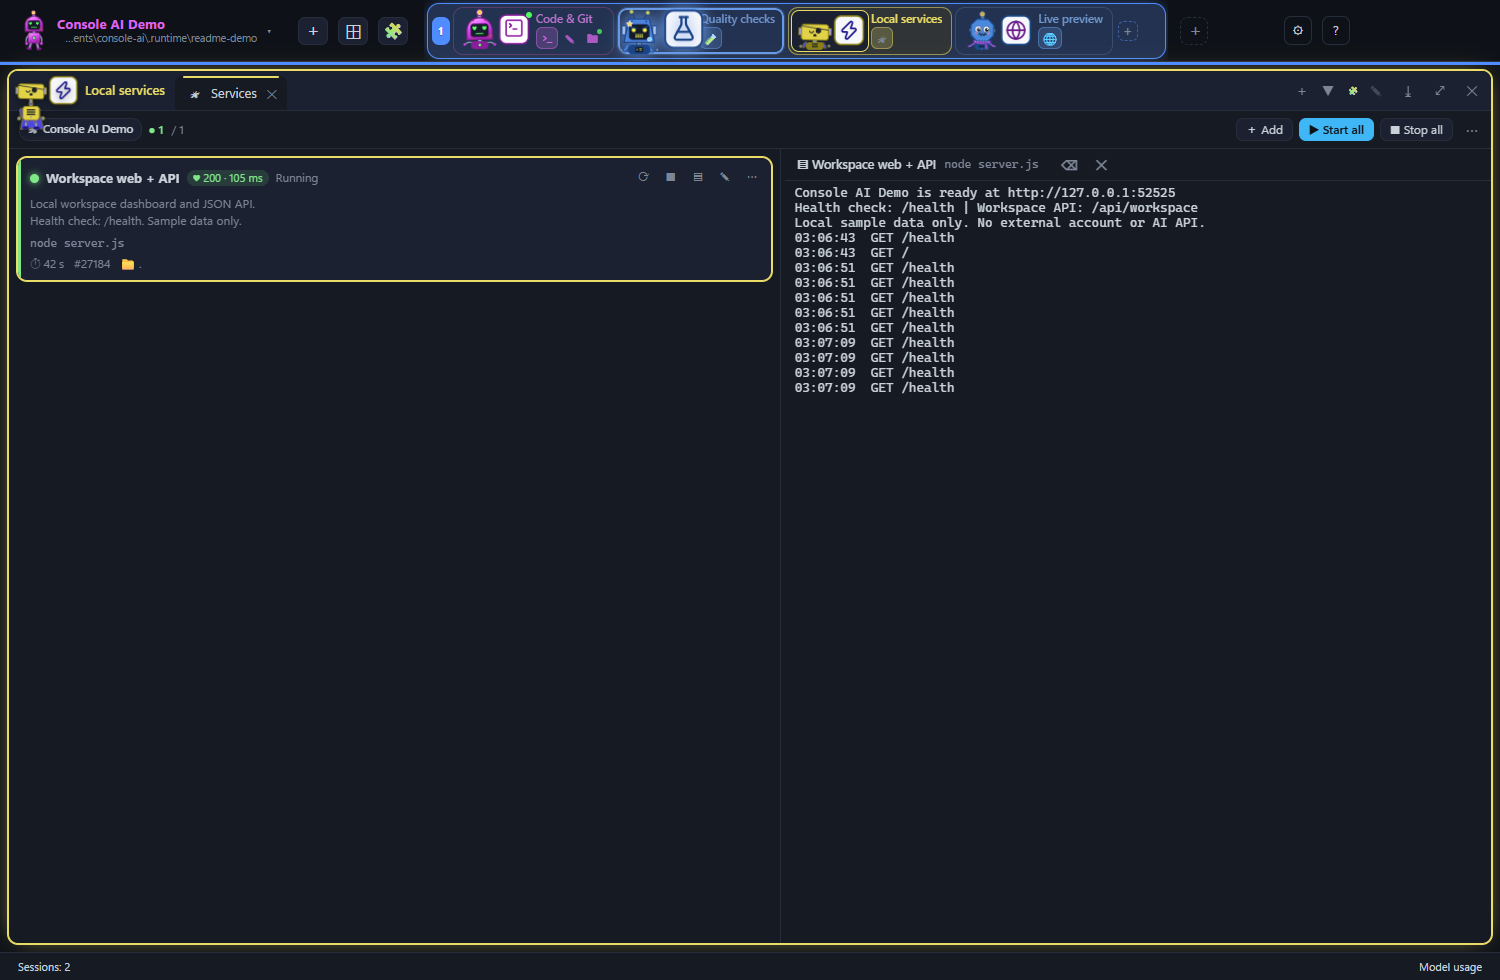 Console AI Demo
...ents\console-ai\.runtime\readme-demo
1
Code & Git
Quality checks
Local services
Live preview
?
Local services
Services
Console AI Demo
1 / 1
+ Add
Start all
Stop all
Workspace web + API
200 · 105 ms
Running
Local workspace dashboard and JSON API.
Health check: /health. Sample data only.
node server.js
42 s #27184 .
Workspace web + API node server.js
Console AI Demo is ready at http://127.0.0.1:52525
Health check: /health | Workspace API: /api/workspace
Local sample data only. No external account or AI API.
03:06:43 GET /health
03:06:43 GET /
03:06:51 GET /health
03:06:51 GET /health
03:06:51 GET /health
03:06:51 GET /health
03:06:51 GET /health
03:07:09 GET /health
03:07:09 GET /health
03:07:09 GET /health
03:07:09 GET /health
Sessions: 2
Model usage